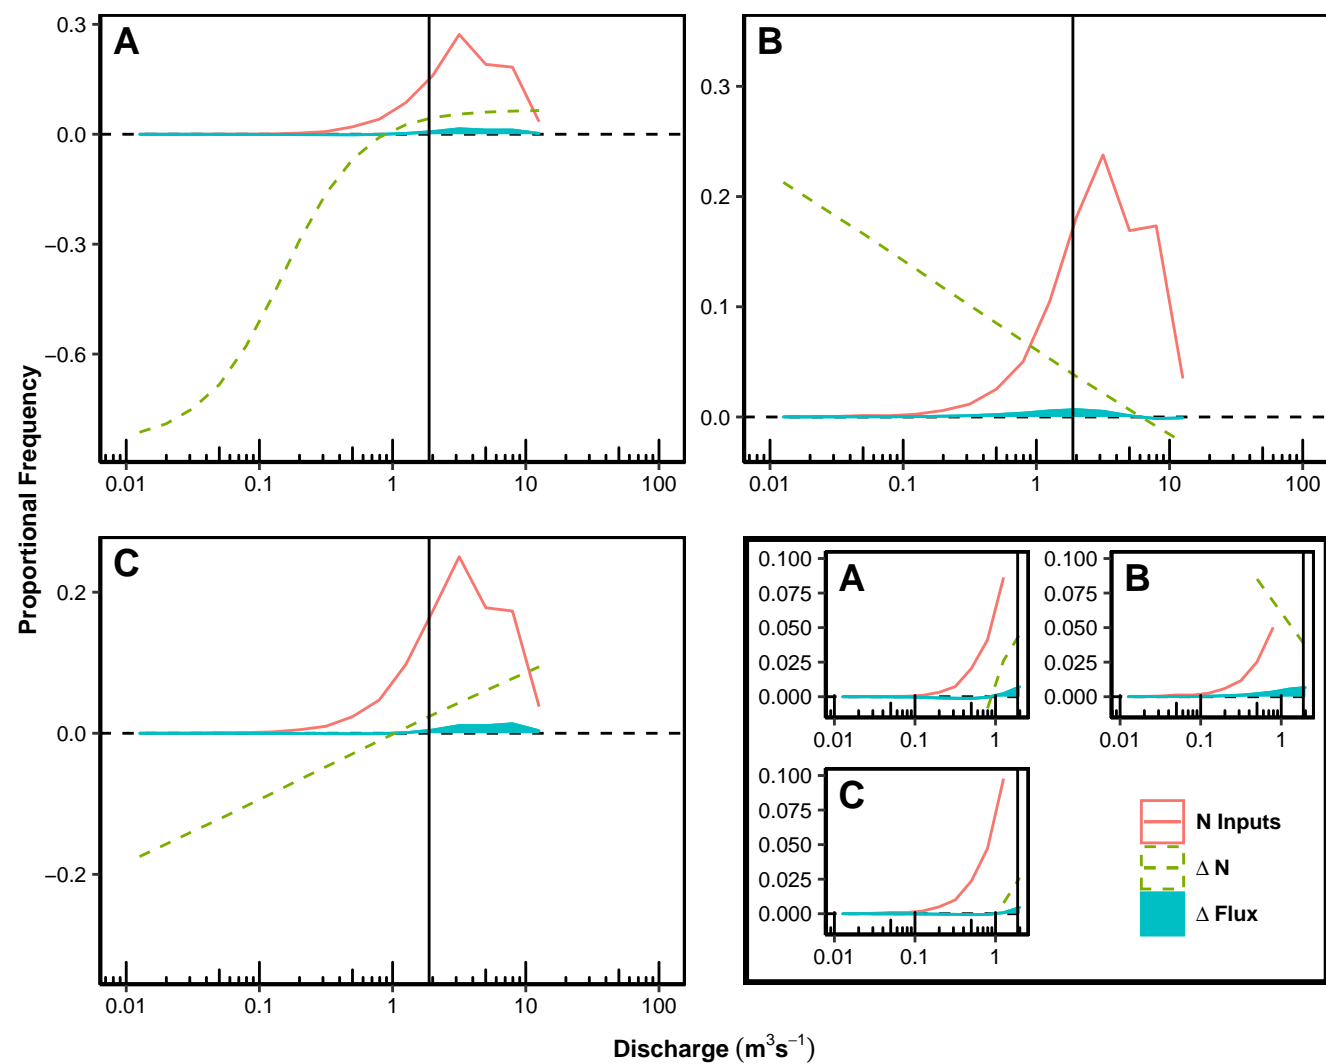 A
0.3
0.0
−0.3
−0.6
0.01 0.1 1 10 100
B
0.3
0.2
0.1
0.0
0.01 0.1 1 10 100
C
0.2
0.0
−0.2
0.01 0.1 1 10 100
A
0.100
0.075
0.050
0.025
0.000
0.01 0.1 1
B
0.100
0.075
0.050
0.025
0.000
0.01 0.1 1
C
0.100
0.075
0.050
0.025
0.000
0.01 0.1 1
N Inputs
Δ N
Δ Flux
Proportional Frequency
Discharge (m³s⁻¹)